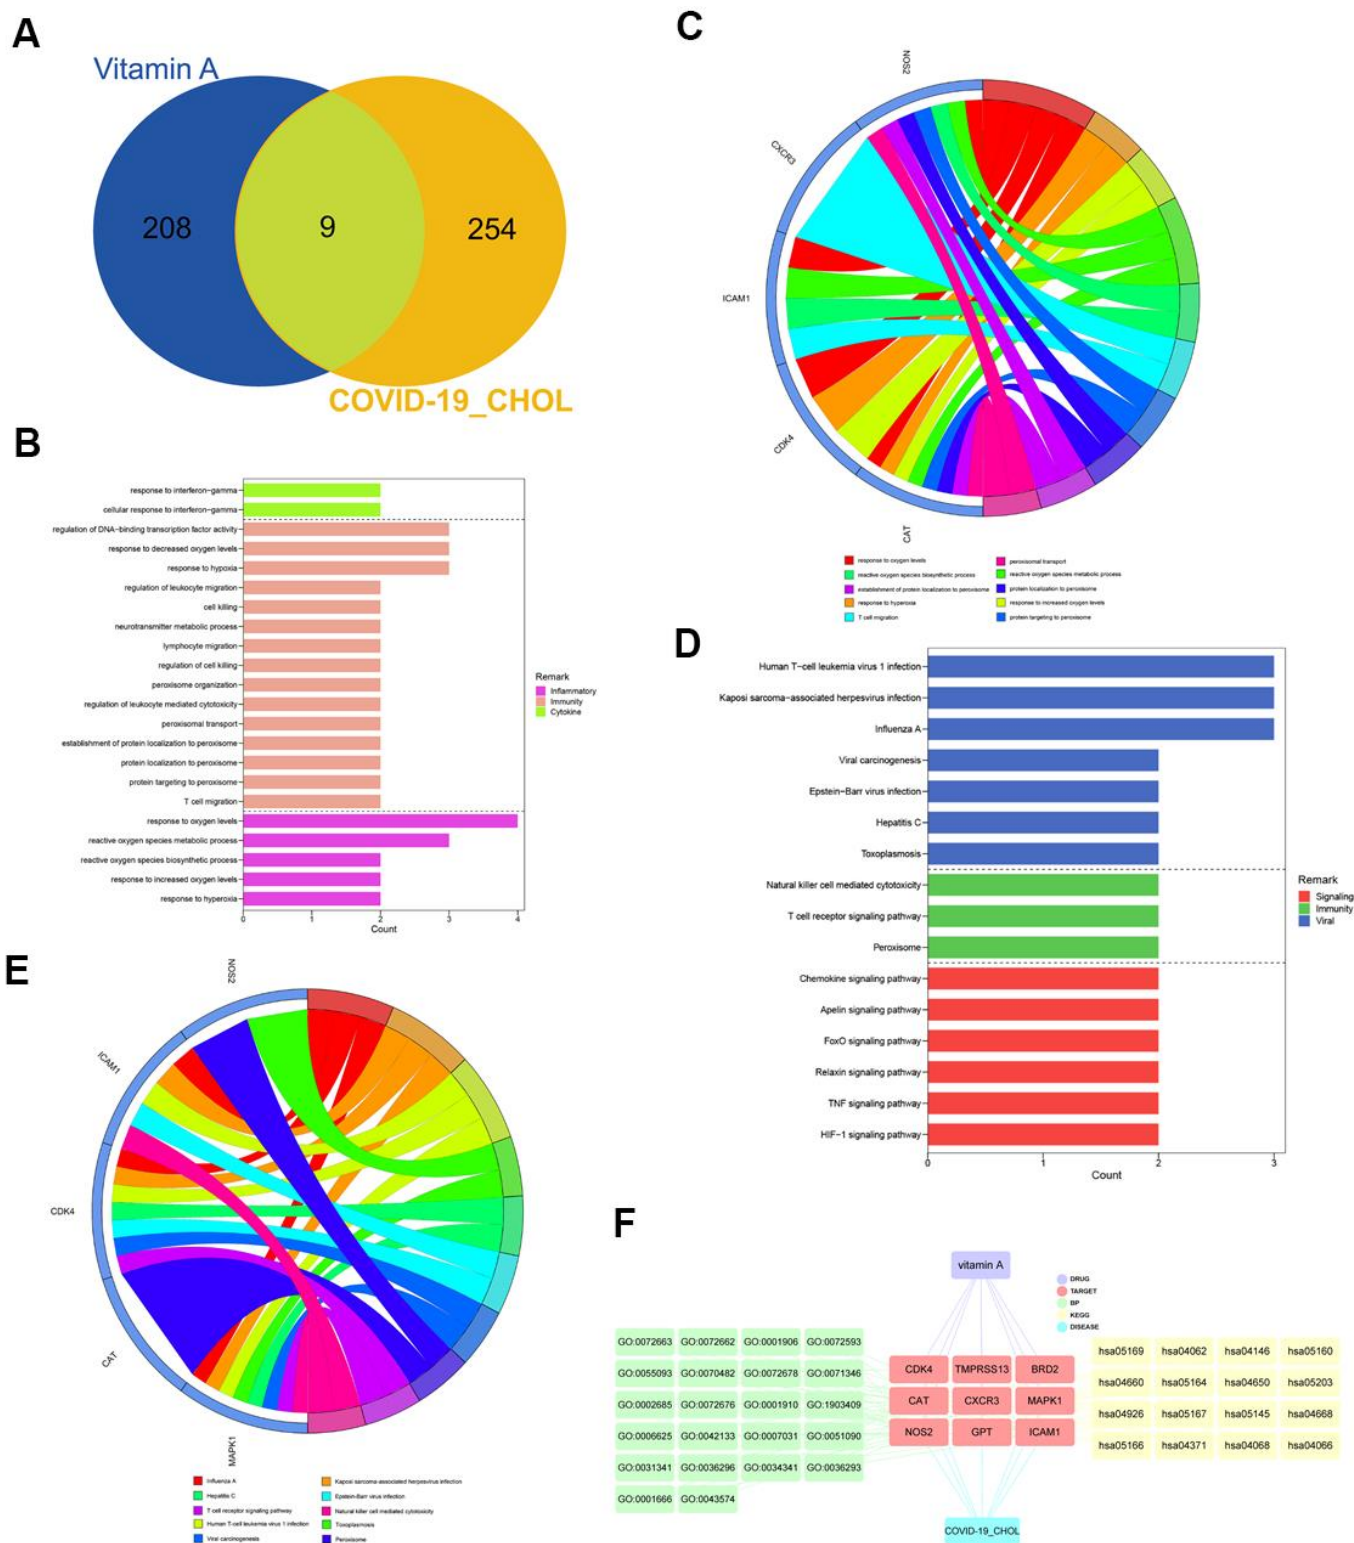 A
Vitamin A
208
9
254
COVID-19_CHOL
B
response to interferon-gamma
cellular response to interferon-gamma
regulation of DNA-binding transcription factor activity
response to decreased oxygen levels
response to hypoxia
regulation of leukocyte migration
cell killing
neurotransmitter metabolic process
lymphocyte migration
regulation of cell killing
peroxisome organization
regulation of leukocyte mediated cytotoxicity
peroxisomal transport
establishment of protein localization to peroxisome
protein localization to peroxisome
protein targeting to peroxisome
T cell migration
response to oxygen levels
reactive oxygen species metabolic process
reactive oxygen species biosynthetic process
response to increased oxygen levels
response to hyperoxia
0 1 2 3 4
Count
Remark
Inflammatory
Immunity
Cytokine
C
NOS2
CXCR3
ICAM1
CDK4
CAT
response to oxygen levels
reactive oxygen species biosynthetic process
establishment of protein localization to peroxisome
response to hyperoxia
T cell migration
peroxisomal transport
reactive oxygen species metabolic process
protein localization to peroxisome
response to increased oxygen levels
protein targeting to peroxisome
D
Human T-cell leukemia virus 1 infection
Kaposi sarcoma-associated herpesvirus infection
Influenza A
Viral carcinogenesis
Epstein-Barr virus infection
Hepatitis C
Toxoplasmosis
Natural killer cell mediated cytotoxicity
T cell receptor signaling pathway
Peroxisome
Chemokine signaling pathway
Apelin signaling pathway
FoxO signaling pathway
Relaxin signaling pathway
TNF signaling pathway
HIF-1 signaling pathway
0 1 2 3
Count
Remark
Signaling
Immunity
Viral
E
NOS2
ICAM1
CDK4
CAT
MAPK1
Influenza A
Hepatitis C
T cell receptor signaling pathway
Human T-cell leukemia virus 1 infection
Viral carcinogenesis
Kaposi sarcoma-associated herpesvirus infection
Epstein-Barr virus infection
Natural killer cell mediated cytotoxicity
Toxoplasmosis
Peroxisome
F
vitamin A
DRUG
TARGET
BP
KEGG
DISEASE
GO:0072663 GO:0072662 GO:0001906 GO:0072593
GO:0055093 GO:0070482 GO:0072678 GO:0071346
GO:0002685 GO:0072676 GO:0001910 GO:1903409
GO:0006625 GO:0042133 GO:0007031 GO:0051090
GO:0031341 GO:0036296 GO:0034341 GO:0036293
GO:0001666 GO:0043574
CDK4 TMPRSS13 BRD2
CAT CXCR3 MAPK1
NOS2 GPT ICAM1
hsa05169 hsa04062 hsa04146 hsa05160
hsa04660 hsa05164 hsa04650 hsa05203
hsa04926 hsa05167 hsa05145 hsa04668
hsa05166 hsa04371 hsa04068 hsa04066
COVID-19_CHOL